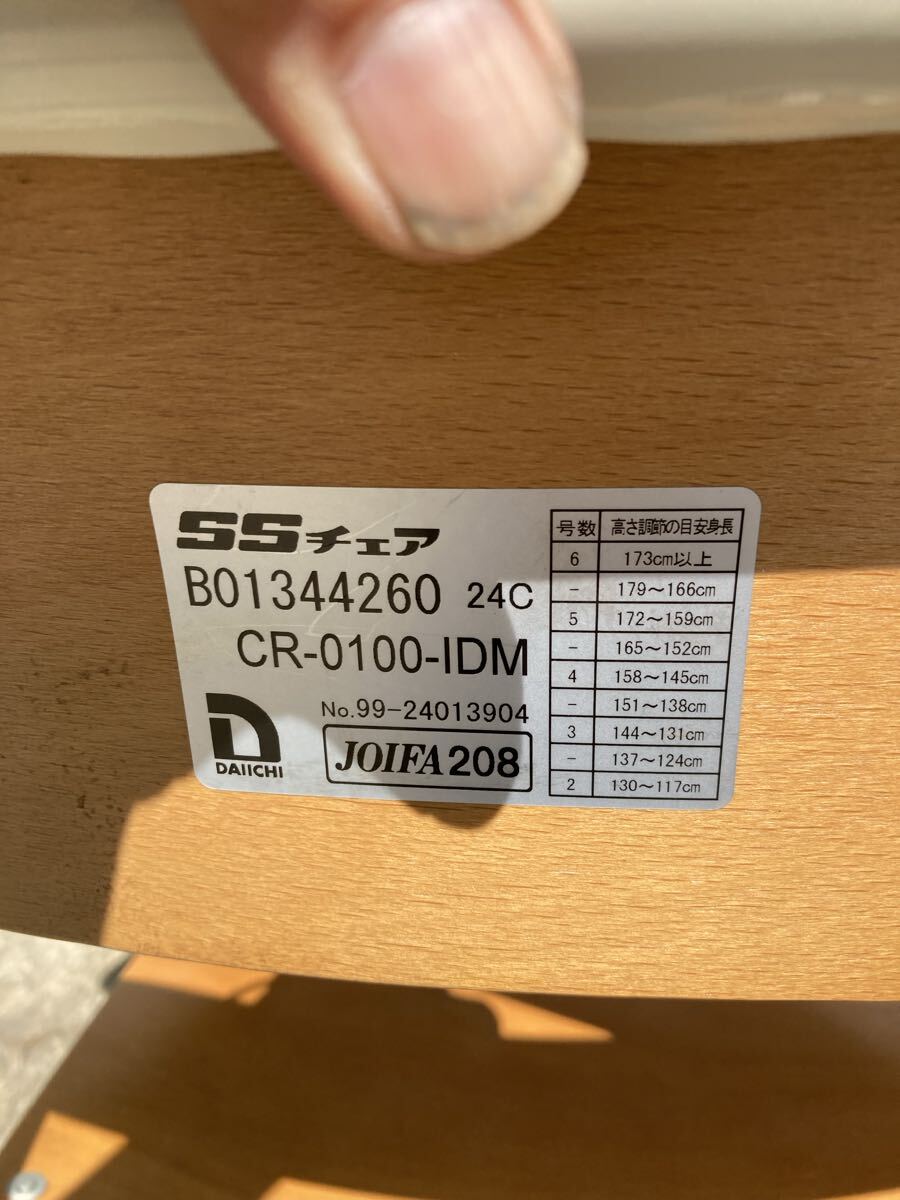 SSチェア
B01344260 24C
CR-0100-IDM
No.99-24013904
DAIICHI
JOIFA208
号数 高さ調節の目安身長
6 173cm以上
- 179～166cm
5 172～159cm
- 165～152cm
4 158～145cm
- 151～138cm
3 144～131cm
- 137～124cm
2 130～117cm